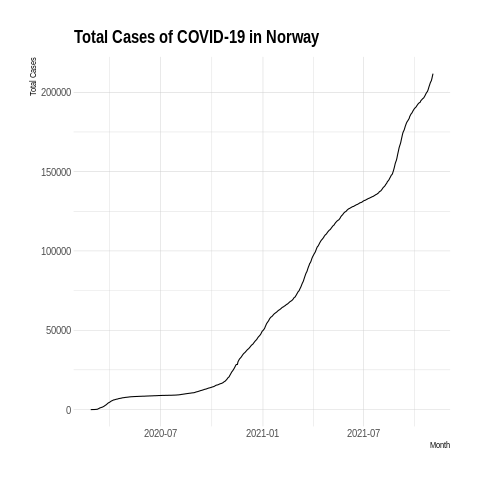 Total Cases of COVID-19 in Norway
Total Cases
200000
150000
100000
50000
0
2020-07 2021-01 2021-07
Month